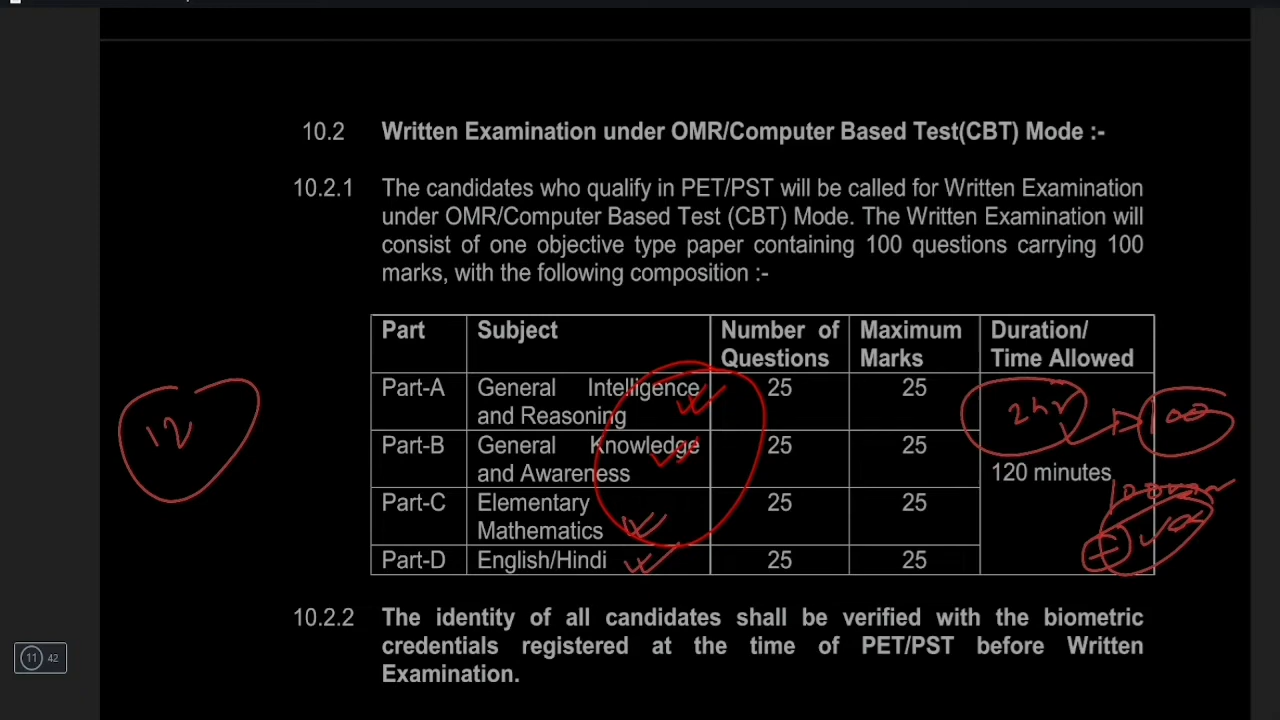 10.2 Written Examination under OMR/Computer Based Test(CBT) Mode :-
10.2.1 The candidates who qualify in PET/PST will be called for Written Examination
under OMR/Computer Based Test (CBT) Mode. The Written Examination will
consist of one objective type paper containing 100 questions carrying 100
marks, with the following composition :-
Part Subject Number of Questions Maximum Marks Duration/ Time Allowed
Part-A General Intelligence and Reasoning 25 25
Part-B General Knowledge and Awareness 25 25
Part-C Elementary Mathematics 25 25
Part-D English/Hindi 25 25
120 minutes
12
2hr
100
10.2.2 The identity of all candidates shall be verified with the biometric
credentials registered at the time of PET/PST before Written
Examination.
11 42